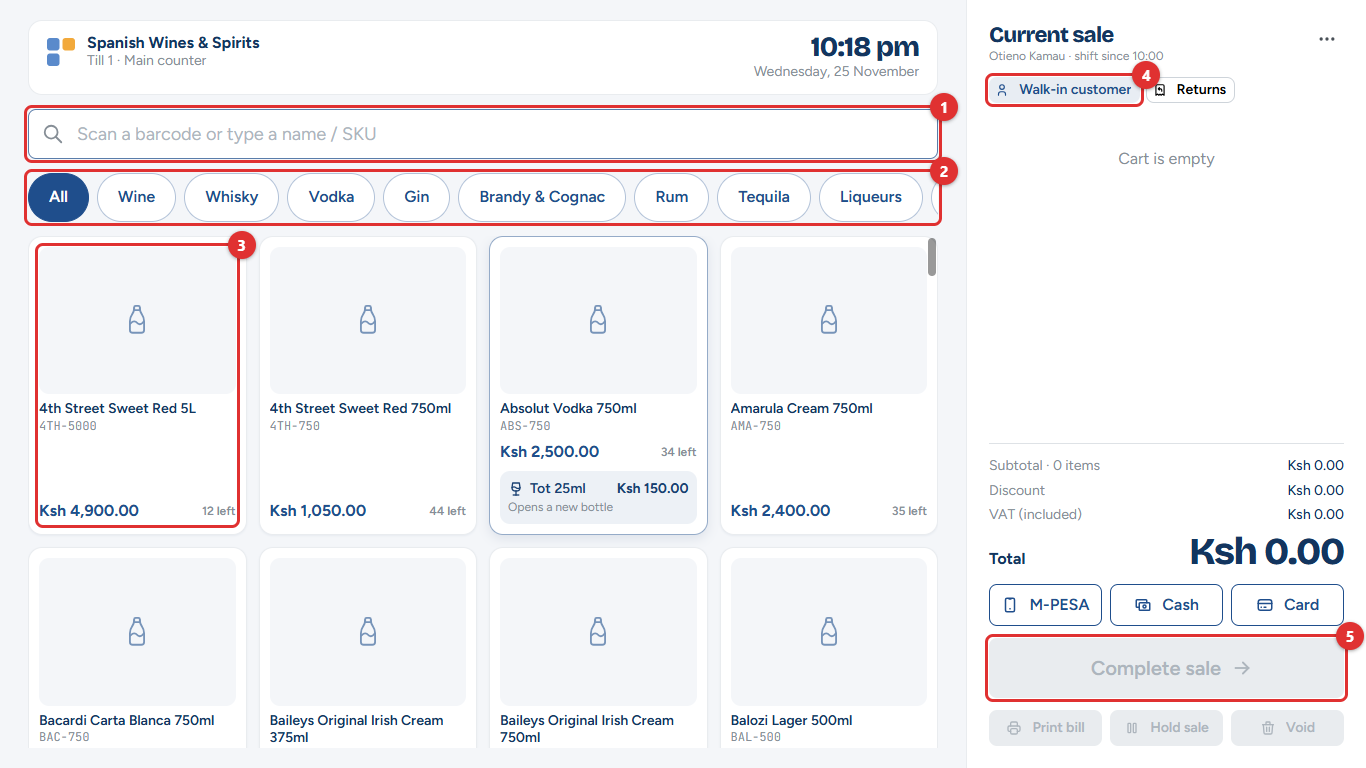 Spanish Wines & Spirits
Till 1 · Main counter
10:18 pm
Wednesday, 25 November
1
Scan a barcode or type a name / SKU
2
All Wine Whisky Vodka Gin Brandy & Cognac Rum Tequila Liqueurs
3
4th Street Sweet Red 5L
4TH-5000
Ksh 4,900.00 12 left
4th Street Sweet Red 750ml
4TH-750
Ksh 1,050.00 44 left
Absolut Vodka 750ml
ABS-750
Ksh 2,500.00 34 left
Tot 25ml Ksh 150.00
Opens a new bottle
Amarula Cream 750ml
AMA-750
Ksh 2,400.00 35 left
Bacardi Carta Blanca 750ml
BAC-750
Baileys Original Irish Cream
375ml
Baileys Original Irish Cream
750ml
Balozi Lager 500ml
BAL-500
Current sale
Otieno Kamau · shift since 10:00
4
Walk-in customer Returns
Cart is empty
Subtotal · 0 items Ksh 0.00
Discount Ksh 0.00
VAT (included) Ksh 0.00
Total Ksh 0.00
M-PESA Cash Card
5
Complete sale →
Print bill Hold sale Void